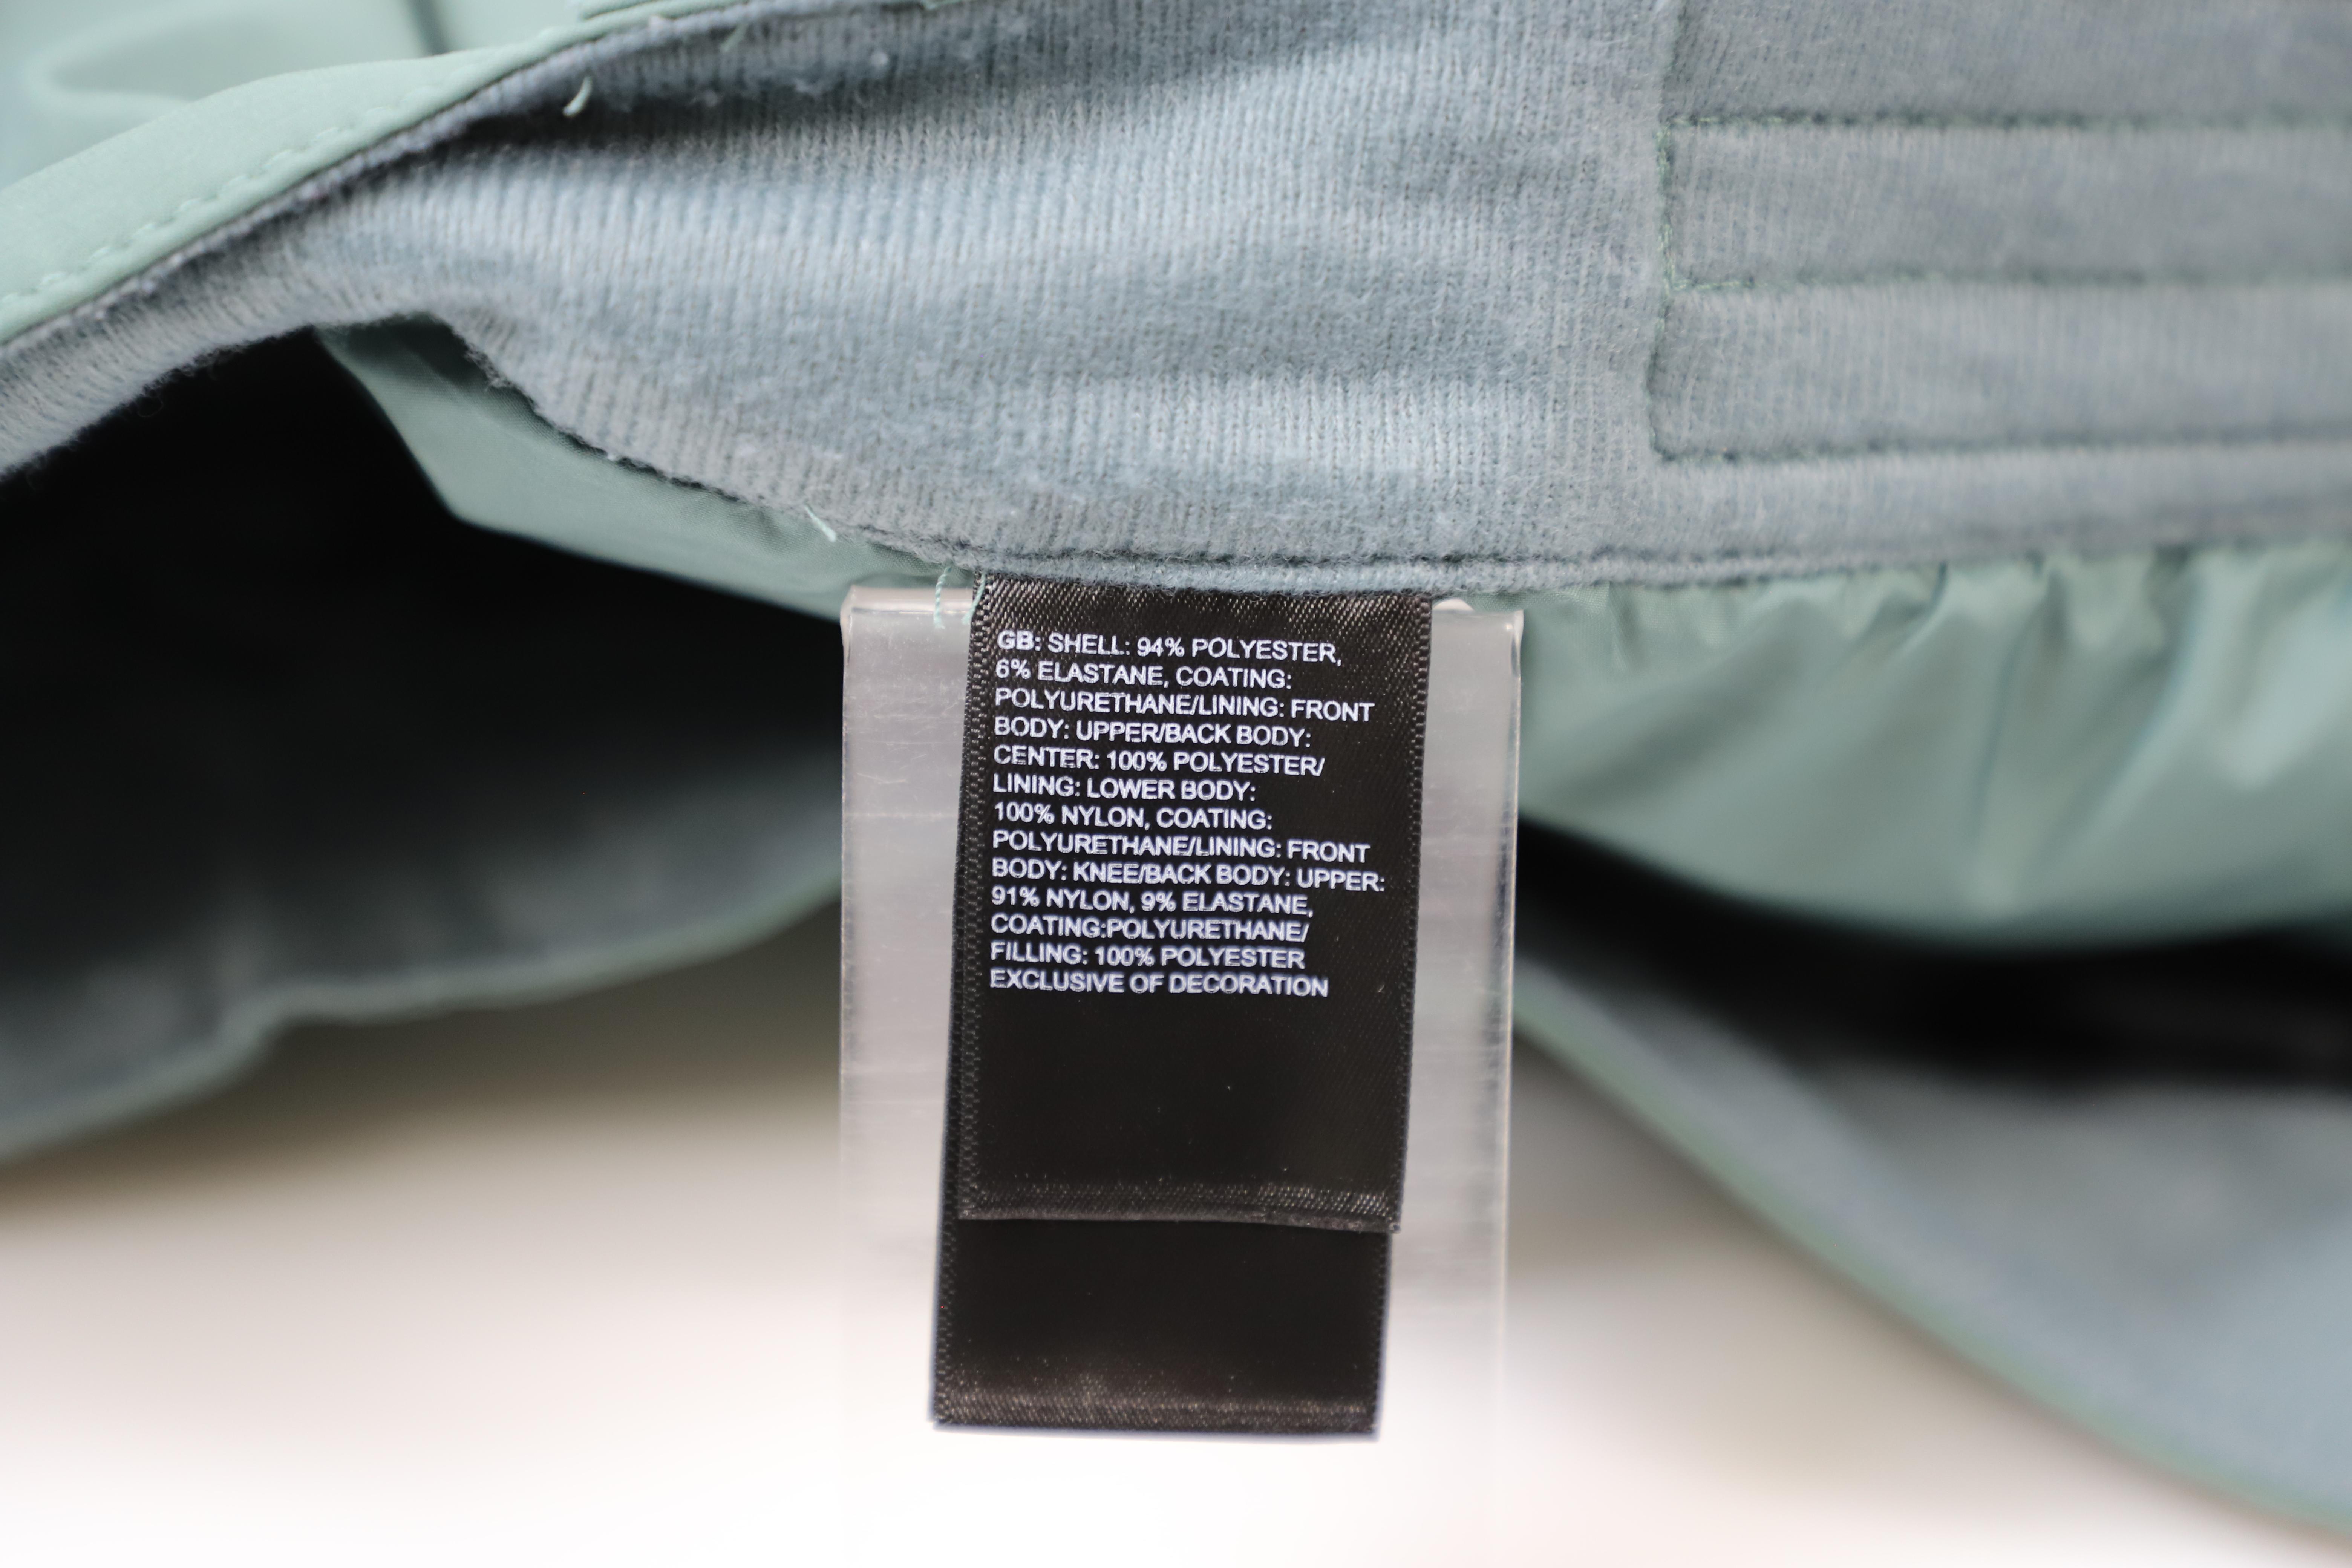 GB: SHELL: 94% POLYESTER,
6% ELASTANE, COATING:
POLYURETHANE/LINING: FRONT
BODY: UPPER/BACK BODY:
CENTER: 100% POLYESTER/
LINING: LOWER BODY:
100% NYLON, COATING:
POLYURETHANE/LINING: FRONT
BODY: KNEE/BACK BODY: UPPER:
91% NYLON, 9% ELASTANE,
COATING:POLYURETHANE/
FILLING: 100% POLYESTER
EXCLUSIVE OF DECORATION